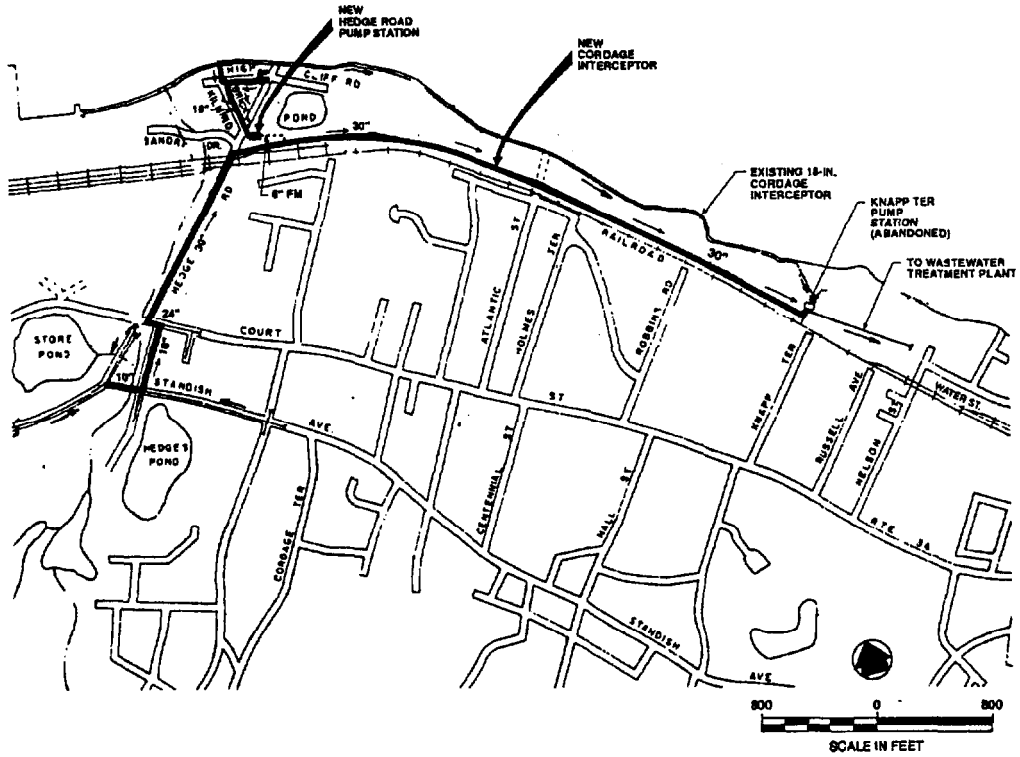 NEW
HEDGE ROAD
PUMP STATION
NEW
CORDAGE
INTERCEPTOR
HIGH
CLIFF RD
18"
POND
30"
DR.
6" FM
EXISTING 18-IN.
CORDAGE
INTERCEPTOR
KNAPP TER
PUMP
STATION
(ABANDONED)
TO WASTEWATER
TREATMENT PLANT
HEDGE 30" RD
RAILROAD
30"
ATLANTIC ST
HOLMES TER
ROBBINS RD
24"
COURT
ST
STORE
POND
18"
10"
STANDISH
AVE.
HEDGE'S
POND
KNAPP TER
RUSSELL AVE
NELSON ST
WATER ST.
CENTENNIAL ST
HALL ST
CORDAGE TER
RTE 3A
STANDISH
AVE
800
0
800
SCALE IN FEET